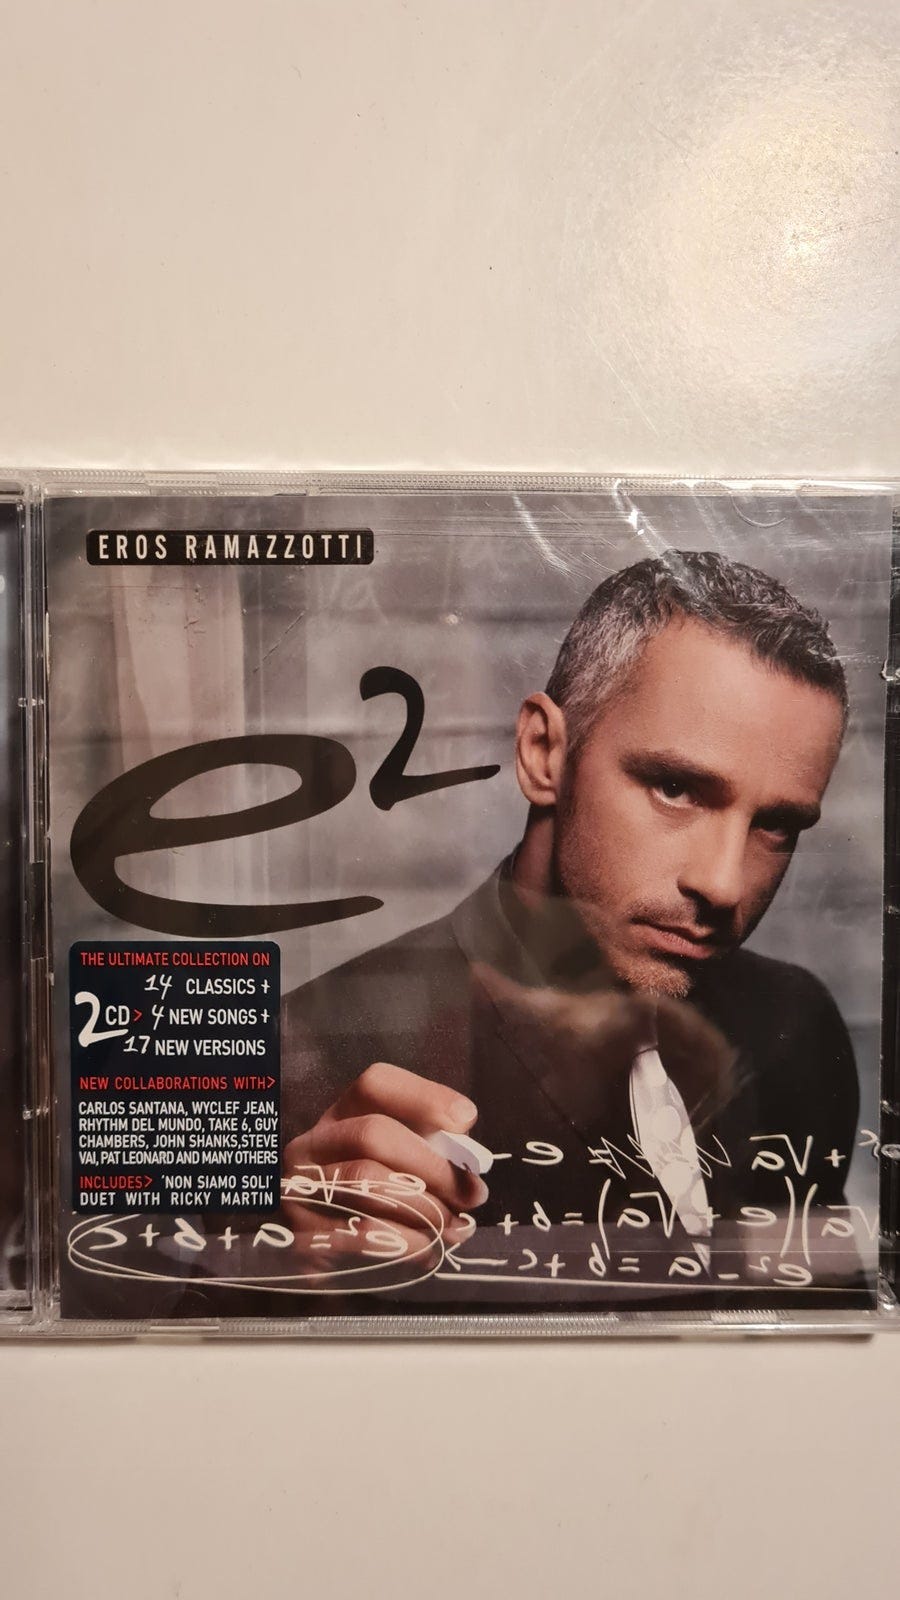 EROS RAMAZZOTTI
e²
THE ULTIMATE COLLECTION ON
14 CLASSICS +
2CD> 4 NEW SONGS +
17 NEW VERSIONS
NEW COLLABORATIONS WITH>
CARLOS SANTANA, WYCLEF JEAN,
RHYTHM DEL MUNDO, TAKE 6, GUY
CHAMBERS, JOHN SHANKS,STEVE
VAI, PAT LEONARD AND MANY OTHERS
INCLUDES> 'NON SIAMO SOLI'
DUET WITH RICKY MARTIN
e+√a
e²=a+b+c
(e+√a)=b+c
e²-a=b+c